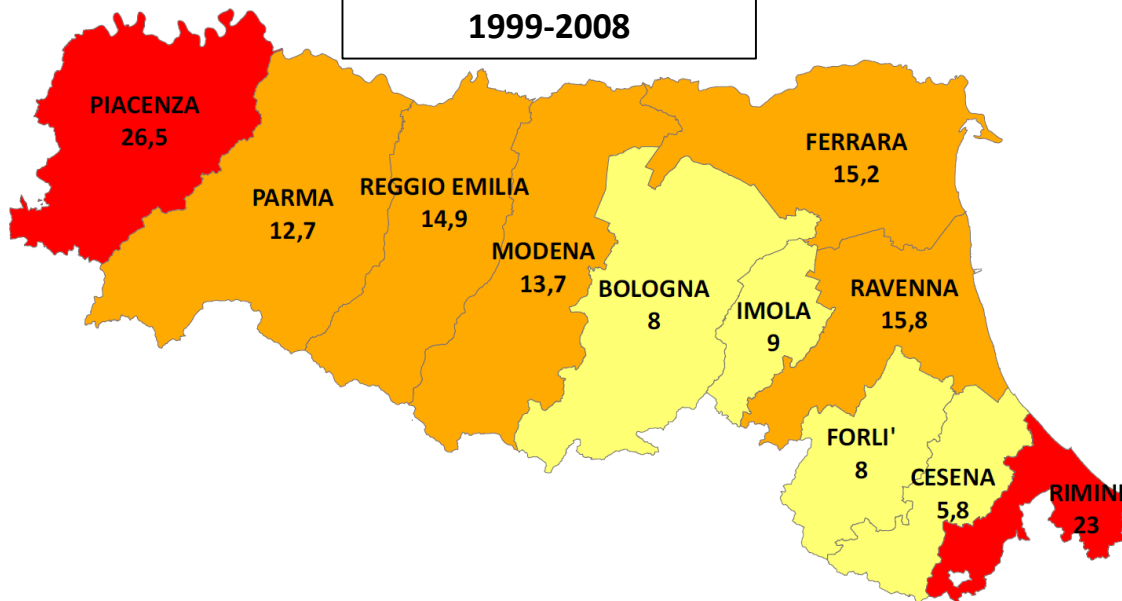 1999-2008
PIACENZA
26,5
PARMA
12,7
REGGIO EMILIA
14,9
MODENA
13,7
BOLOGNA
8
IMOLA
9
FERRARA
15,2
RAVENNA
15,8
FORLI'
8
CESENA
5,8
RIMINI
23